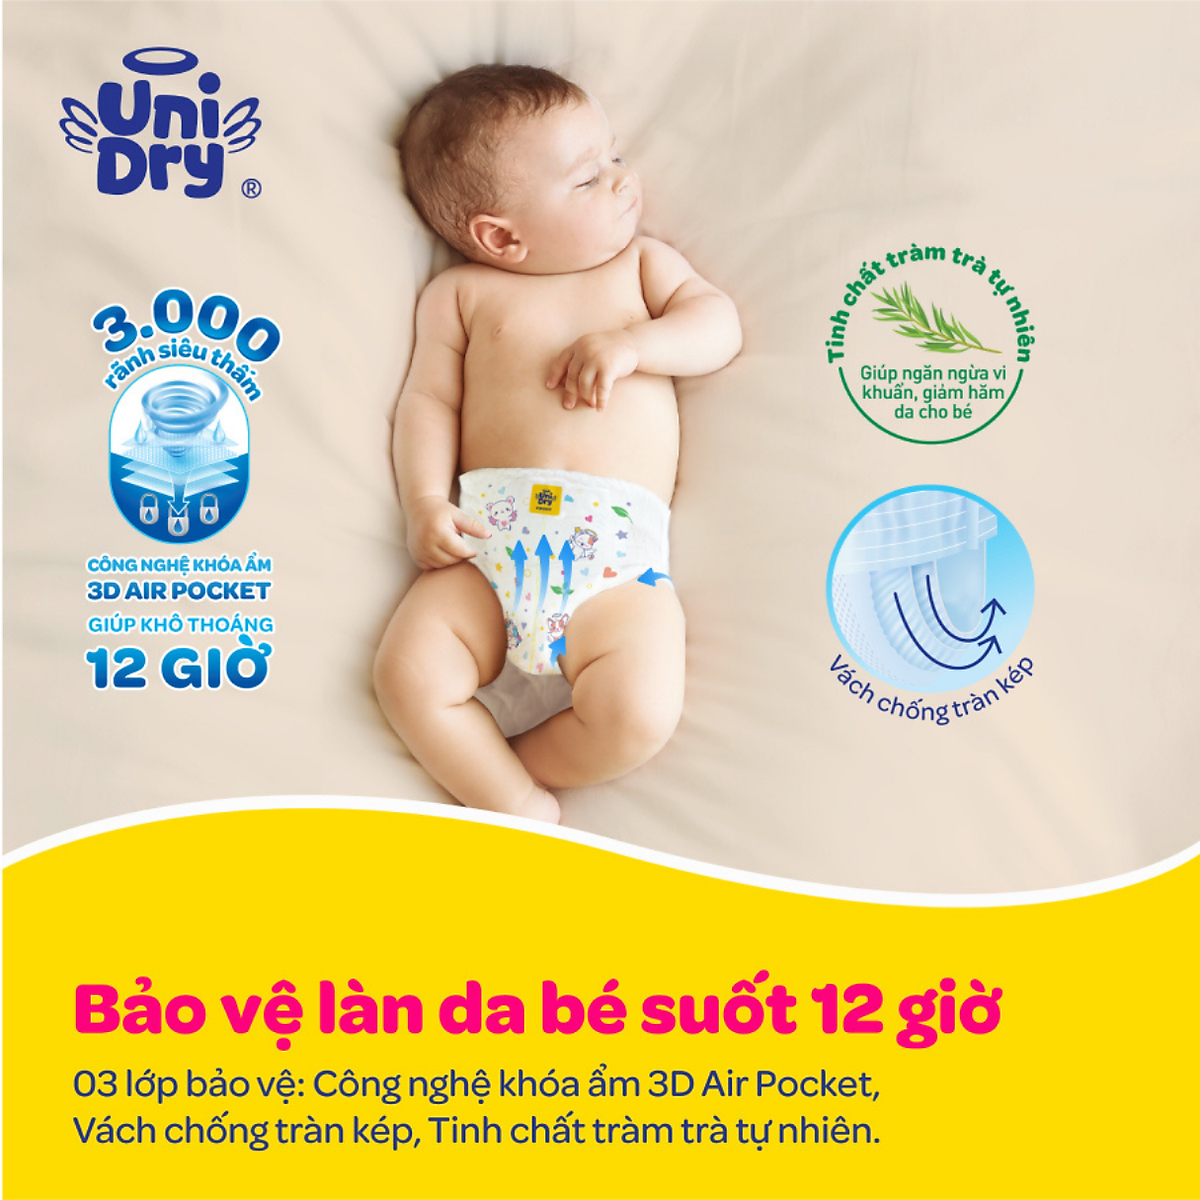 Uni
Dry ®
3.000
rãnh siêu thấm
CÔNG NGHỆ KHÓA ẨM
3D AIR POCKET
GIÚP KHÔ THOÁNG
12 GIỜ
Uni
Dry
Tinh chất tràm trà tự nhiên
Giúp ngăn ngừa vi
khuẩn, giảm hăm
da cho bé
Vách chống tràn kép
Bảo vệ làn da bé suốt 12 giờ
03 lớp bảo vệ: Công nghệ khóa ẩm 3D Air Pocket,
Vách chống tràn kép, Tinh chất tràm trà tự nhiên.